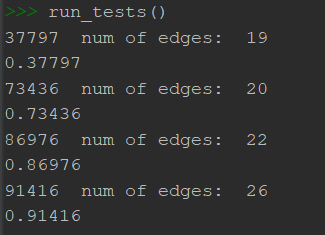 >>> run_tests()
37797  num of edges:  19
0.37797
73436  num of edges:  20
0.73436
86976  num of edges:  22
0.86976
91416  num of edges:  26
0.91416